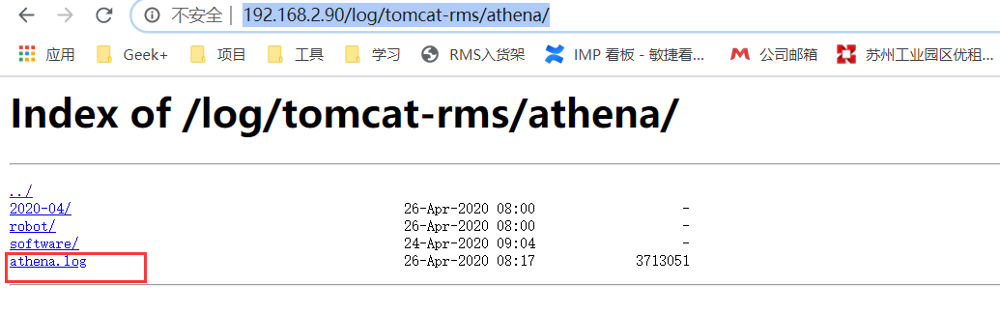 不安全 | 192.168.2.90/log/tomcat-rms/athena/
应用 Geek+ 项目 工具 学习 RMS入货架 IMP 看板 - 敏捷看... 公司邮箱 苏州工业园区优租...
Index of /log/tomcat-rms/athena/
../
2020-04/ 26-Apr-2020 08:00 -
robot/ 26-Apr-2020 08:00 -
software/ 24-Apr-2020 09:04 -
athena.log 26-Apr-2020 08:17 3713051